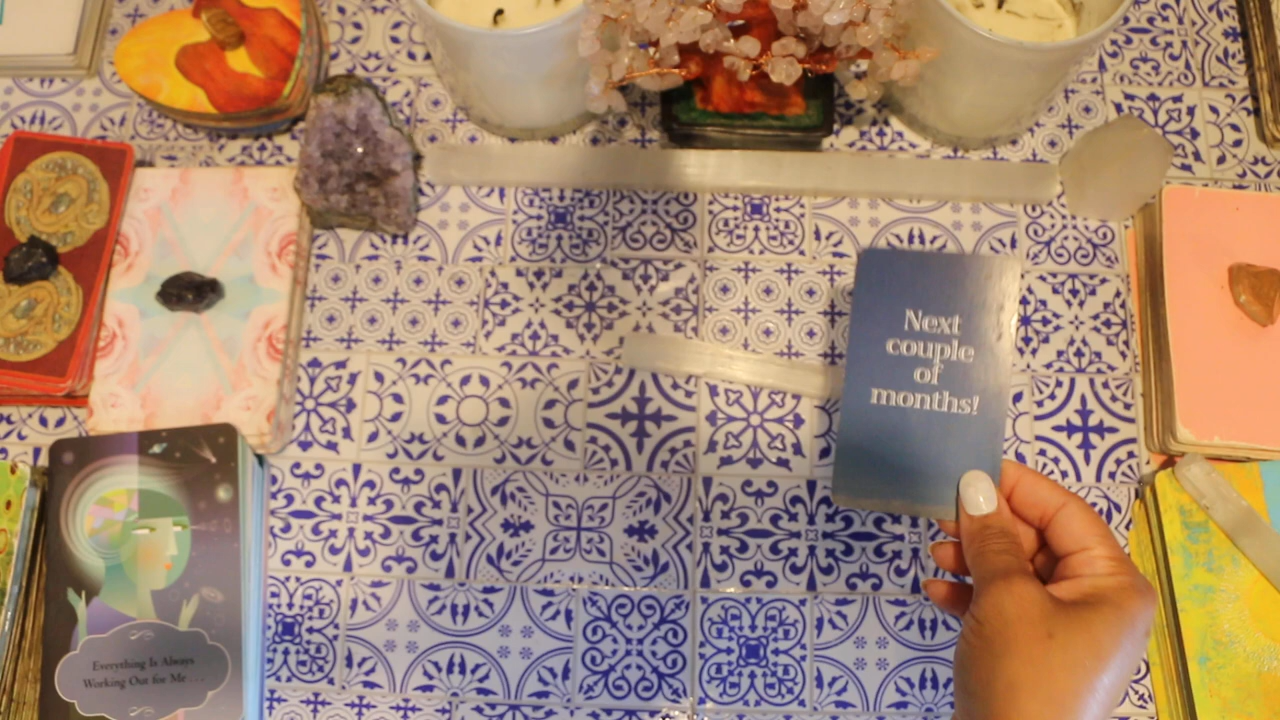 Next
couple
of
months!
Everything Is Always
Working Out for Me . . .